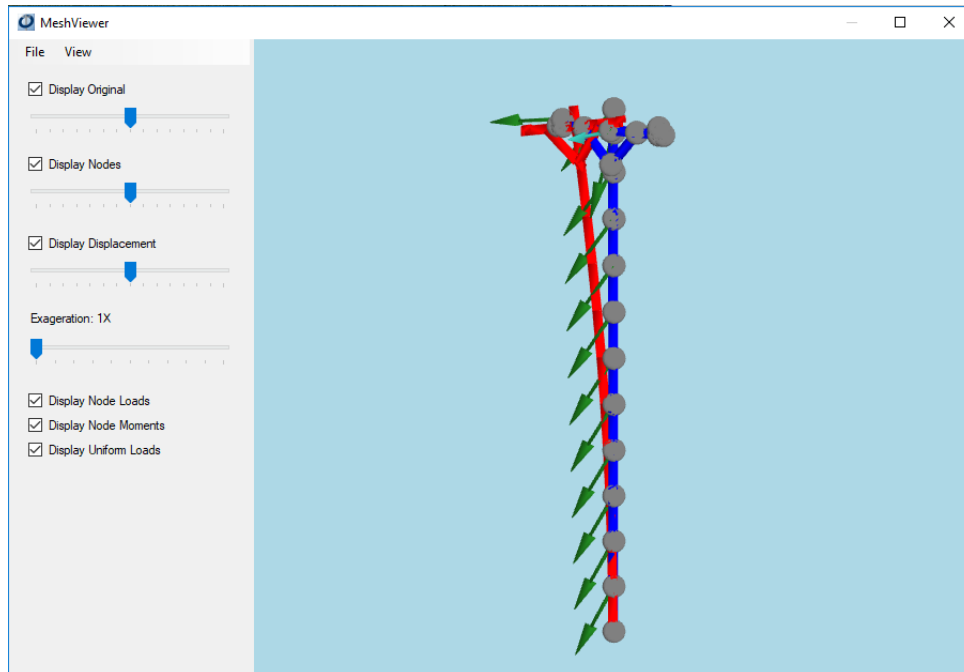 MeshViewer
File View
Display Original
Display Nodes
Display Displacement
Exageration: 1X
Display Node Loads
Display Node Moments
Display Uniform Loads